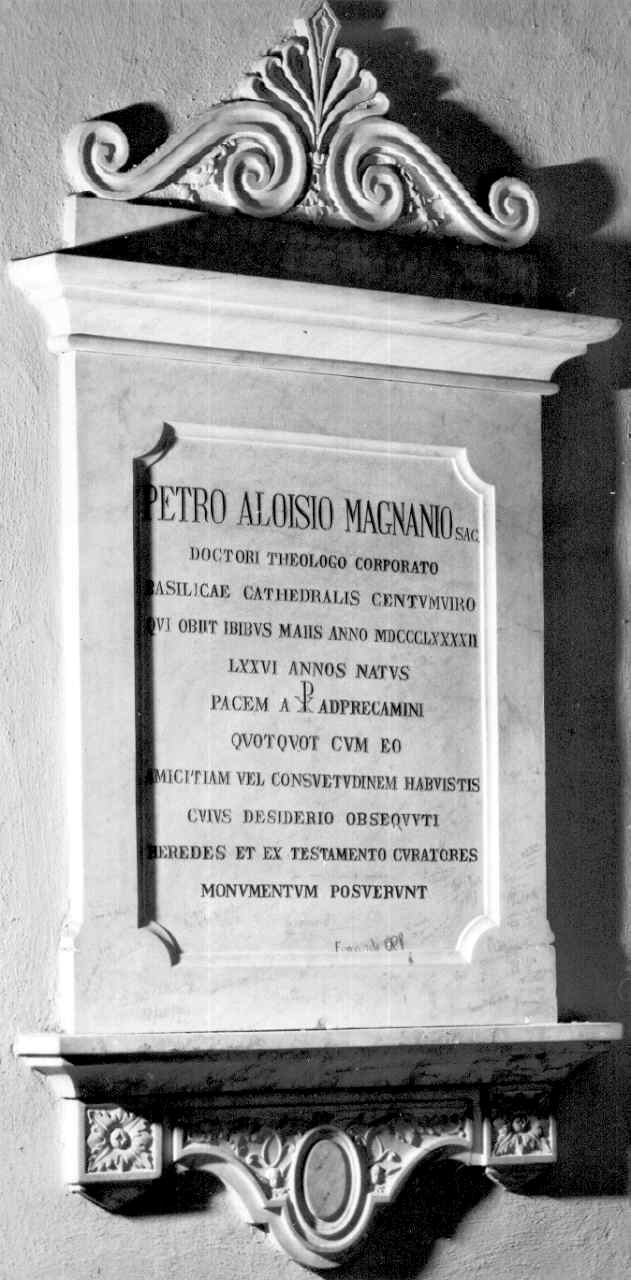 PETRO ALOISIO MAGNANIO SAC.
DOCTORI THEOLOGO CORPORATO
BASILICAE CATHEDRALIS CENTVMVIRO
QVI OBIIT IBIBVS MAIIS ANNO MDCCCLXXXXII
LXXVI ANNOS NATVS
PACEM A ☧ ADPRECAMINI
QVOTQVOT CVM EO
AMICITIAM VEL CONSVETVDINEM HABVISTIS
CVIVS DESIDERIO OBSEQVVTI
HEREDES ET EX TESTAMENTO CVRATORES
MONVMENTVM POSVERVNT